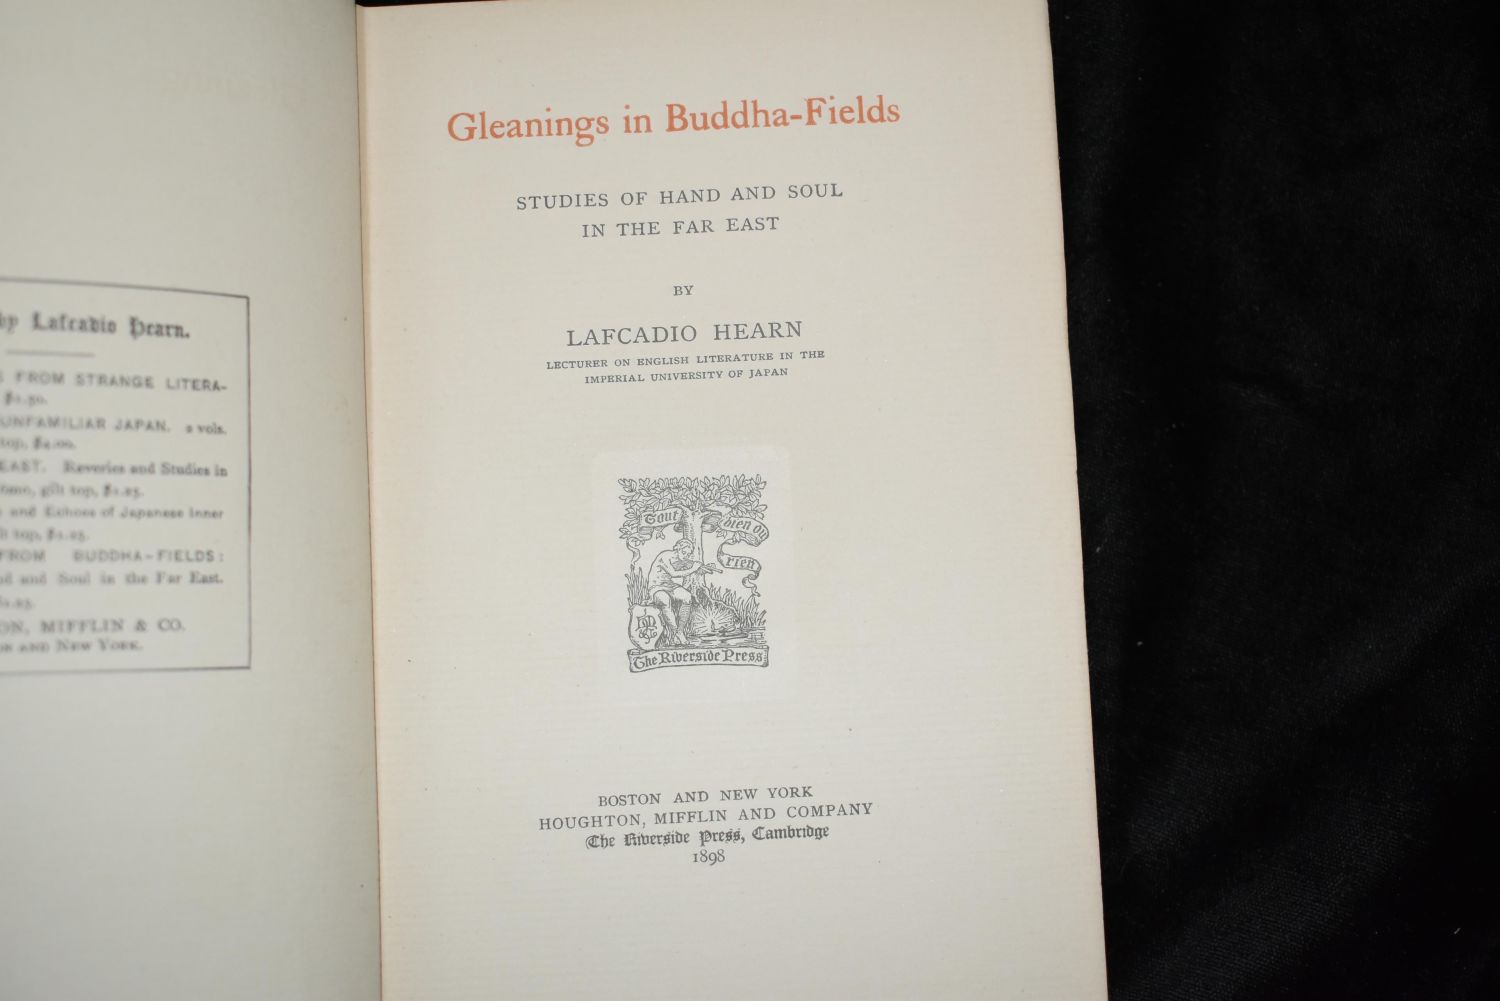 by Lafcadio Hearn.
FROM STRANGE LITERA-
$1.50.
UNFAMILIAR JAPAN. 2 vols.
top, $4.00.
EAST. Reveries and Studies in
gilt top, $1.25.
and Echoes of Japanese Inner
top, $1.25.
FROM BUDDHA-FIELDS:
and Soul in the Far East.
$1.25.
MIFFLIN & CO.
AND NEW YORK.
Gleanings in Buddha-Fields
STUDIES OF HAND AND SOUL
IN THE FAR EAST
BY
LAFCADIO HEARN
LECTURER ON ENGLISH LITERATURE IN THE
IMPERIAL UNIVERSITY OF JAPAN
Tout bien ou
rien
The Riverside Press
BOSTON AND NEW YORK
HOUGHTON, MIFFLIN AND COMPANY
The Riverside Press, Cambridge
1898